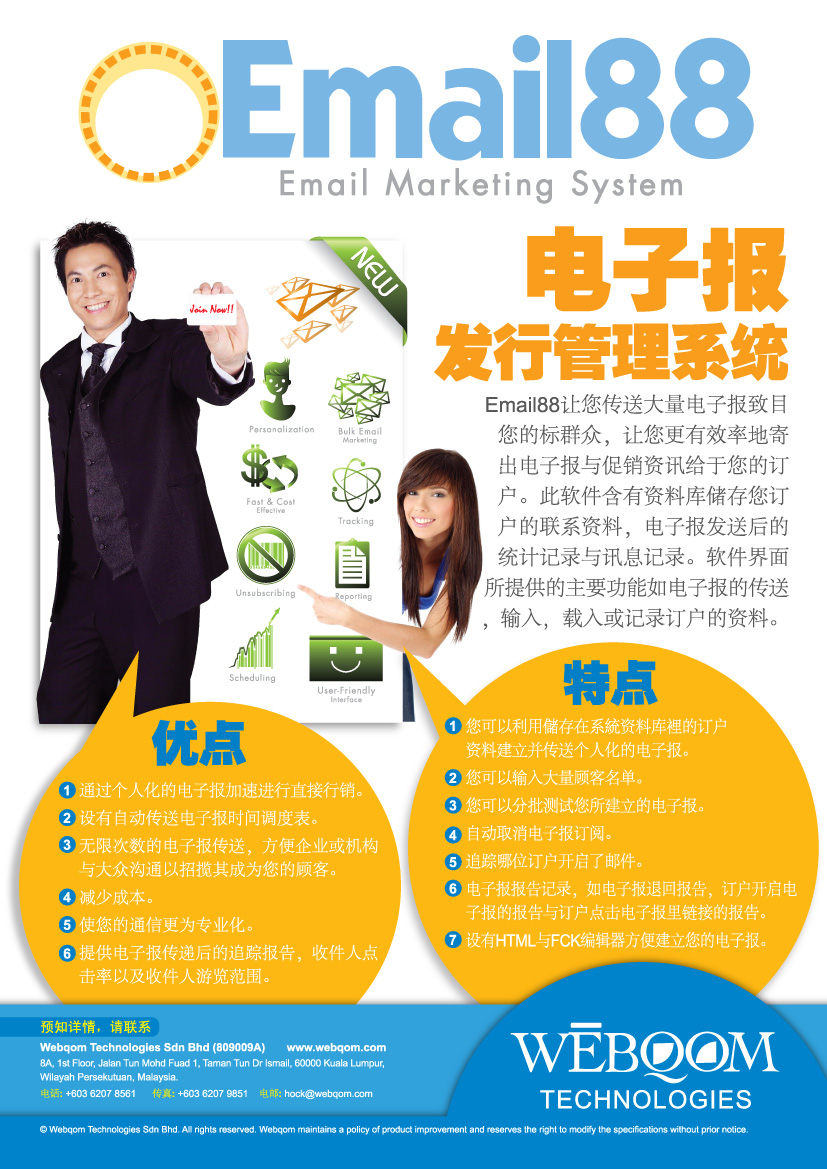 Email88
Email Marketing System
NEW
Join Now!!
Personalization
Bulk Email
Marketing
Fast & Cost
Effective
Tracking
Unsubscribing
Reporting
Scheduling
User-Friendly
Interface
电子报
发行管理系统
Email88让您传送大量电子报致目
您的标群众，让您更有效率地寄
出电子报与促销资讯给于您的订
户。此软件含有资料库储存您订
户的联系资料，电子报发送后的
统计记录与讯息记录。软件界面
所提供的主要功能如电子报的传送
，输入，载入或记录订户的资料。
优点
1 通过个人化的电子报加速进行直接行销。
2 设有自动传送电子报时间调度表。
3 无限次数的电子报传送，方便企业或机构
与大众沟通以招揽其成为您的顾客。
4 减少成本。
5 使您的通信更为专业化。
6 提供电子报传递后的追踪报告，收件人点
击率以及收件人游览范围。
特点
1 您可以利用儲存在系統资料库裡的订户
资料建立并传送个人化的电子报。
2 您可以输入大量顾客名单。
3 您可以分批测试您所建立的电子报。
4 自动取消电子报订阅。
5 追踪哪位订户开启了邮件。
6 电子报报告记录，如电子报退回报告，订户开启电
子报的报告与订户点击电子报里链接的报告。
7 设有HTML与FCK编辑器方便建立您的电子报。
预知详情，请联系
Webqom Technologies Sdn Bhd (809009A) www.webqom.com
8A, 1st Floor, Jalan Tun Mohd Fuad 1, Taman Tun Dr Ismail, 60000 Kuala Lumpur,
Wilayah Persekutuan, Malaysia.
电话: +603 6207 8561 传真: +603 6207 9851 电邮: hock@webqom.com
WĒBQOM
TECHNOLOGIES
© Webqom Technologies Sdn Bhd. All rights reserved. Webqom maintains a policy of product improvement and reserves the right to modify the specifications without prior notice.